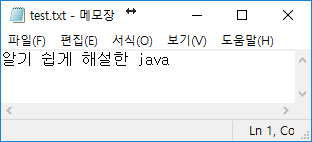 test.txt - 메모장
파일(F) 편집(E) 서식(O) 보기(V) 도움말(H)
알기 쉽게 해설한 java
Ln 1, Co